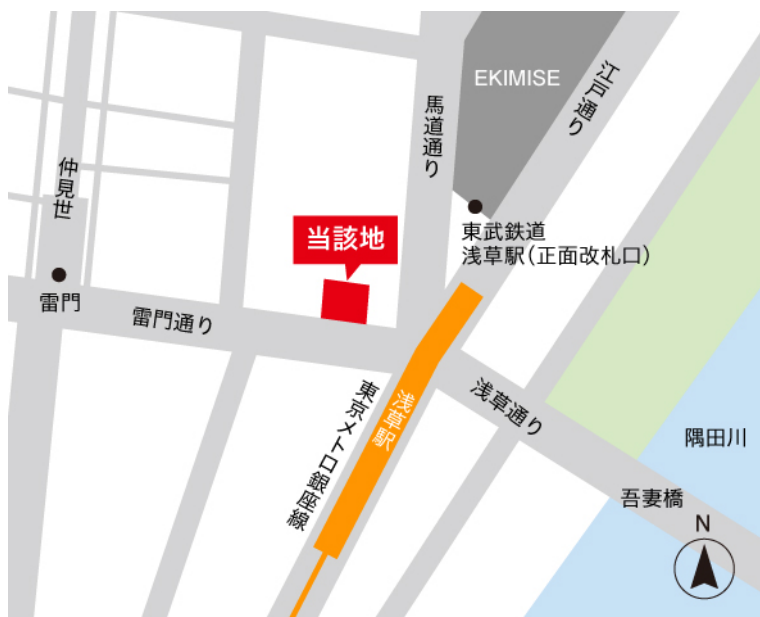 EKIMISE
江戸通り
馬道通り
仲見世
東武鉄道
浅草駅(正面改札口)
当該地
雷門
雷門通り
浅草駅
東京メトロ銀座線
浅草通り
隅田川
吾妻橋
N